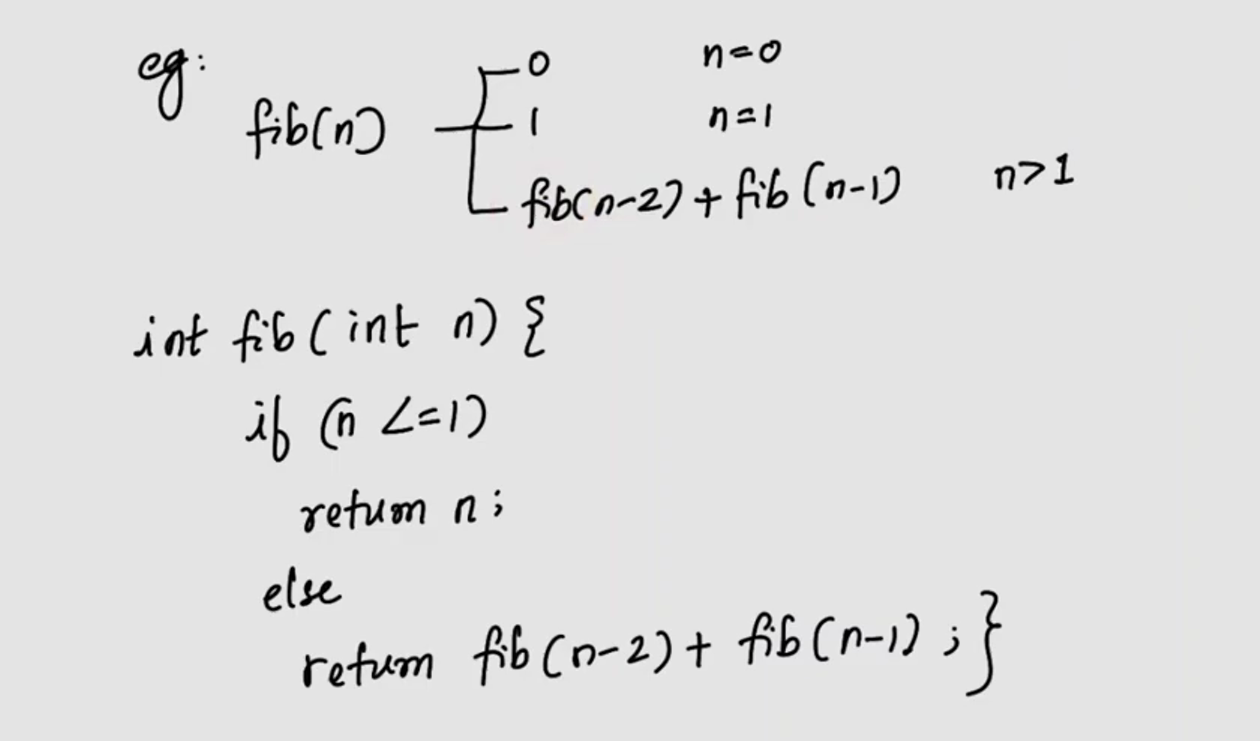 eg:
0 n=0
fib(n) 1 n=1
fib(n-2) + fib(n-1) n>1
int fib(int n) {
if (n <=1)
return n;
else
return fib(n-2) + fib(n-1) ; }